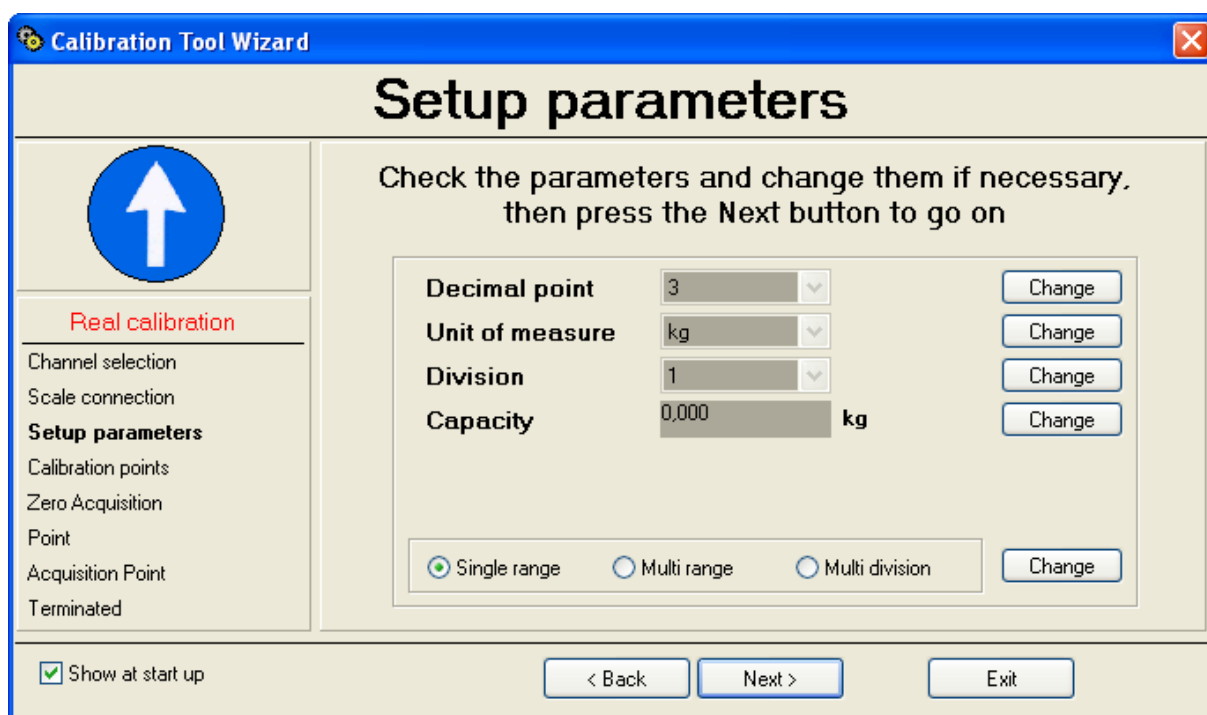 Calibration Tool Wizard
Setup parameters
Real calibration
Channel selection
Scale connection
Setup parameters
Calibration points
Zero Acquisition
Point
Acquisition Point
Terminated
Check the parameters and change them if necessary,
then press the Next button to go on
Decimal point 3 Change
Unit of measure kg Change
Division 1 Change
Capacity 0,000 kg Change
Single range Multi range Multi division Change
Show at start up < Back Next > Exit